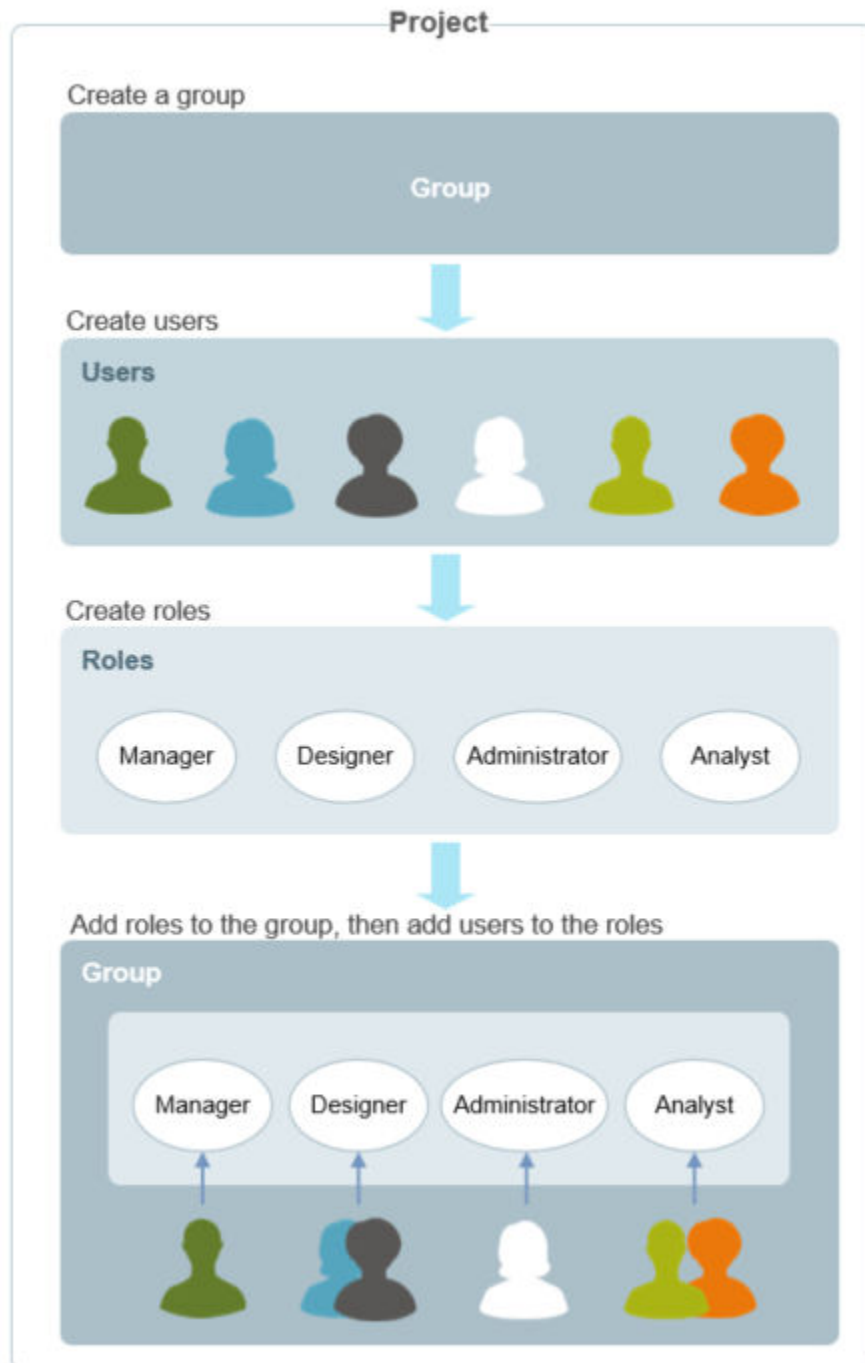 Project
Create a group
Group
Create users
Users
Create roles
Roles
Manager Designer Administrator Analyst
Add roles to the group, then add users to the roles
Group
Manager Designer Administrator Analyst